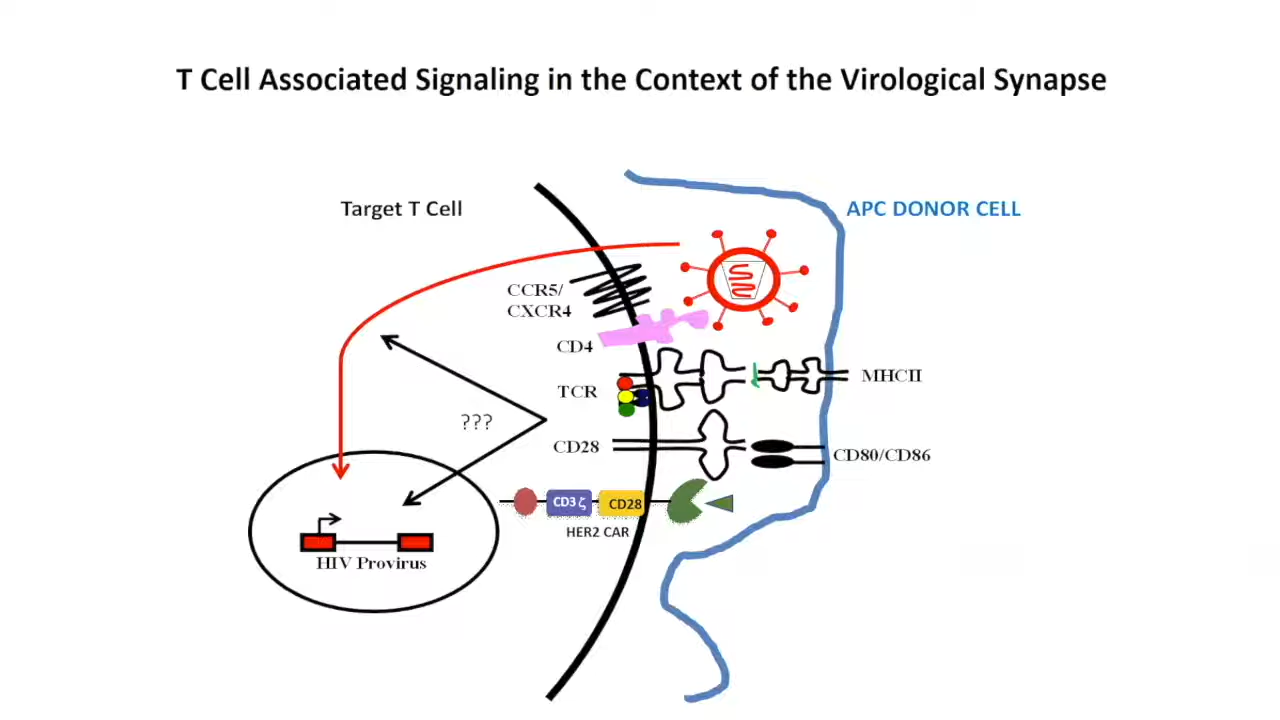 T Cell Associated Signaling in the Context of the Virological Synapse
Target T Cell
APC DONOR CELL
CCR5/
CXCR4
CD4
TCR
MHCII
???
CD28
CD80/CD86
CD3 ζ
CD28
HER2 CAR
HIV Provirus